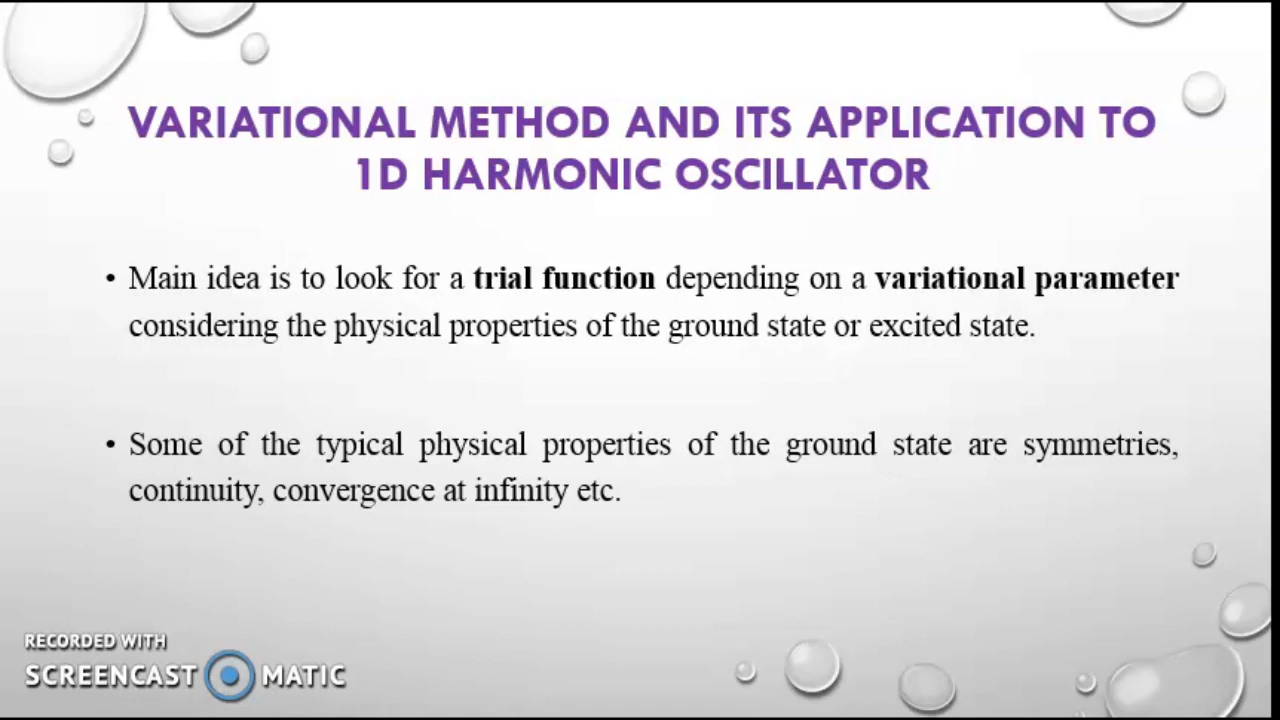 VARIATIONAL METHOD AND ITS APPLICATION TO
1D HARMONIC OSCILLATOR
• Main idea is to look for a trial function depending on a variational parameter
considering the physical properties of the ground state or excited state.
• Some of the typical physical properties of the ground state are symmetries,
continuity, convergence at infinity etc.
RECORDED WITH
SCREENCAST MATIC